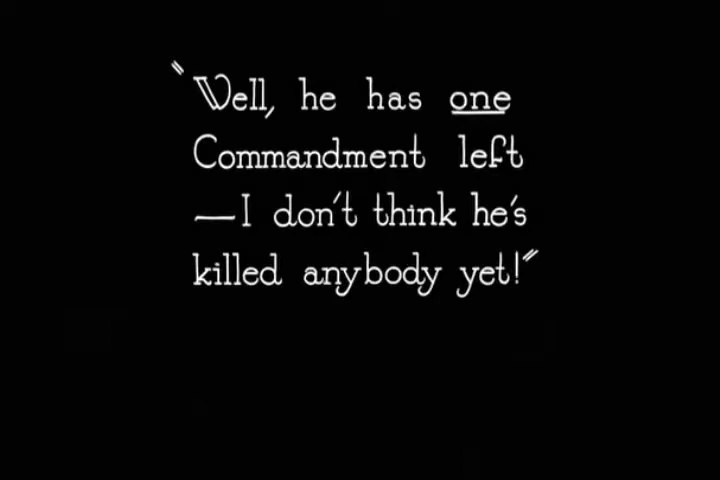 "Well, he has one
Commandment left
—I don't think he's
killed anybody yet!"